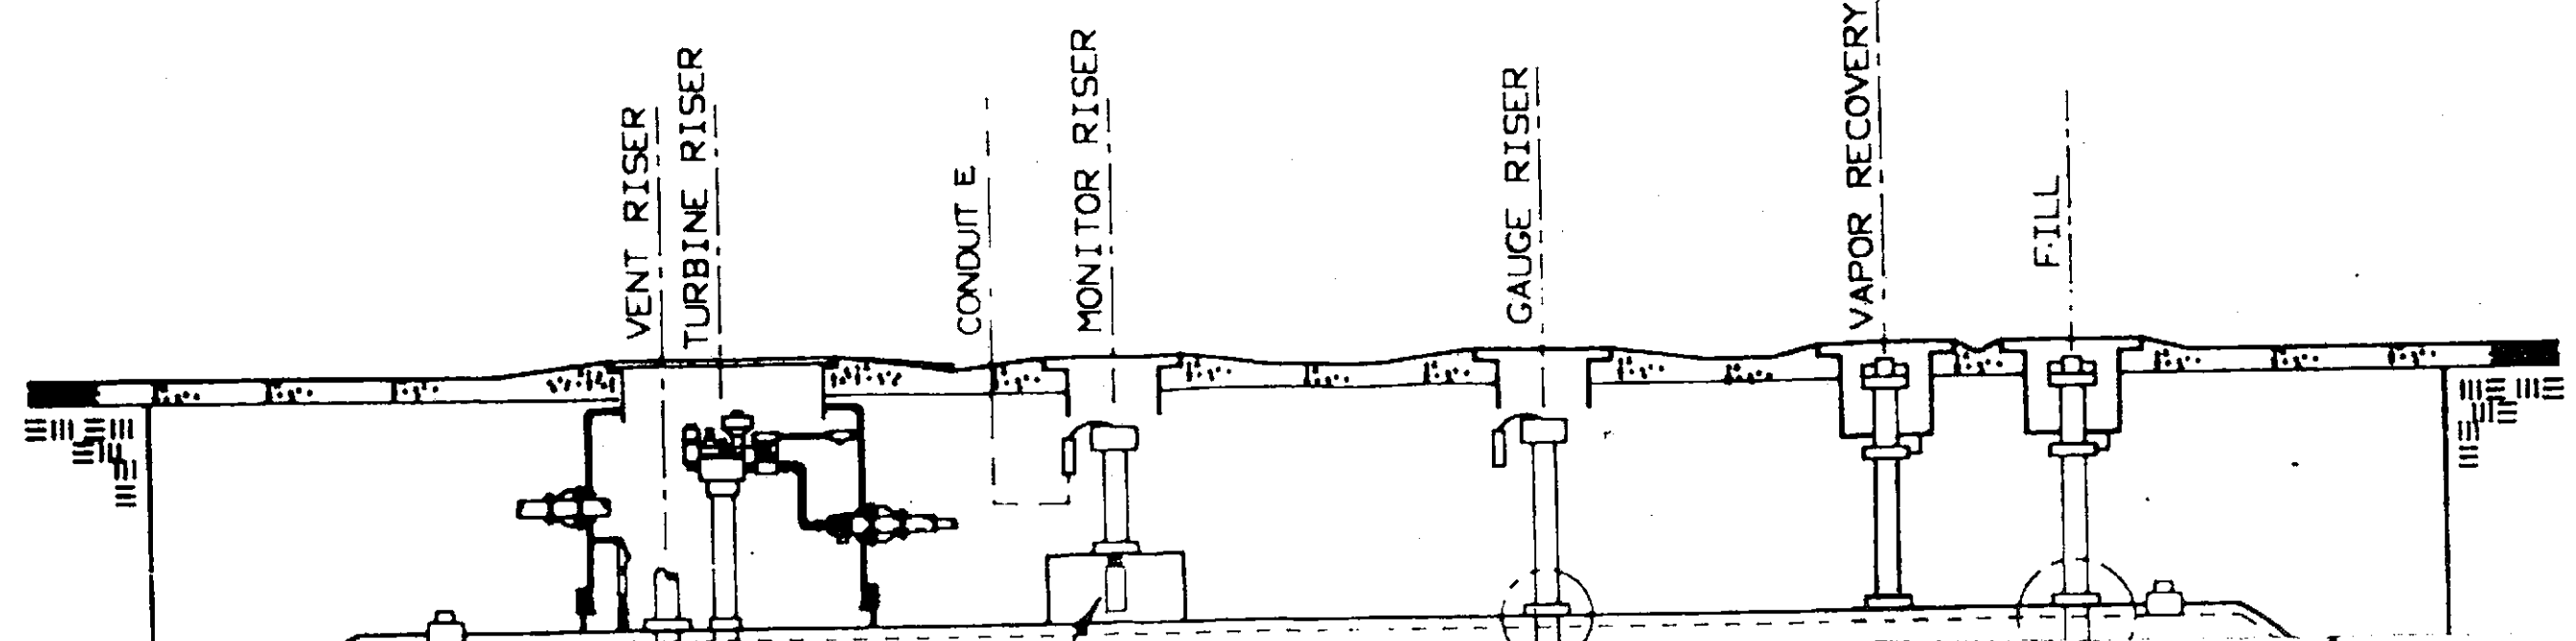 VENT RISER
TURBINE RISER
CONDUIT E
MONITOR RISER
GAUGE RISER
VAPOR RECOVERY
FILL